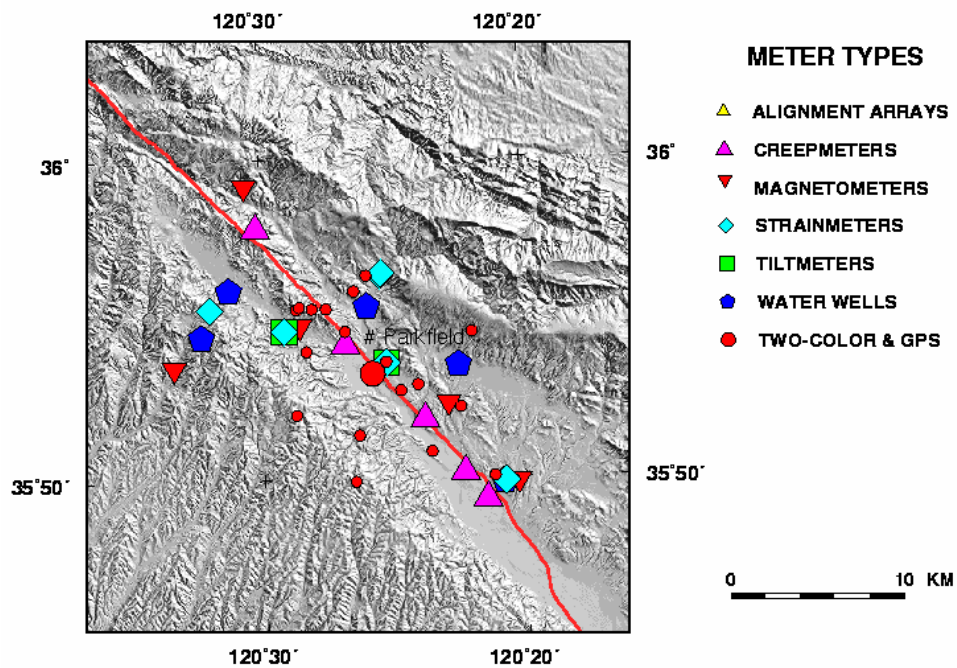 120°30´ 120°20´
METER TYPES
ALIGNMENT ARRAYS
CREEPMETERS
36° 36°
MAGNETOMETERS
STRAINMETERS
TILTMETERS
WATER WELLS
# Parkfield
TWO-COLOR & GPS
35°50´ 35°50´
0 10 KM
120°30´ 120°20´